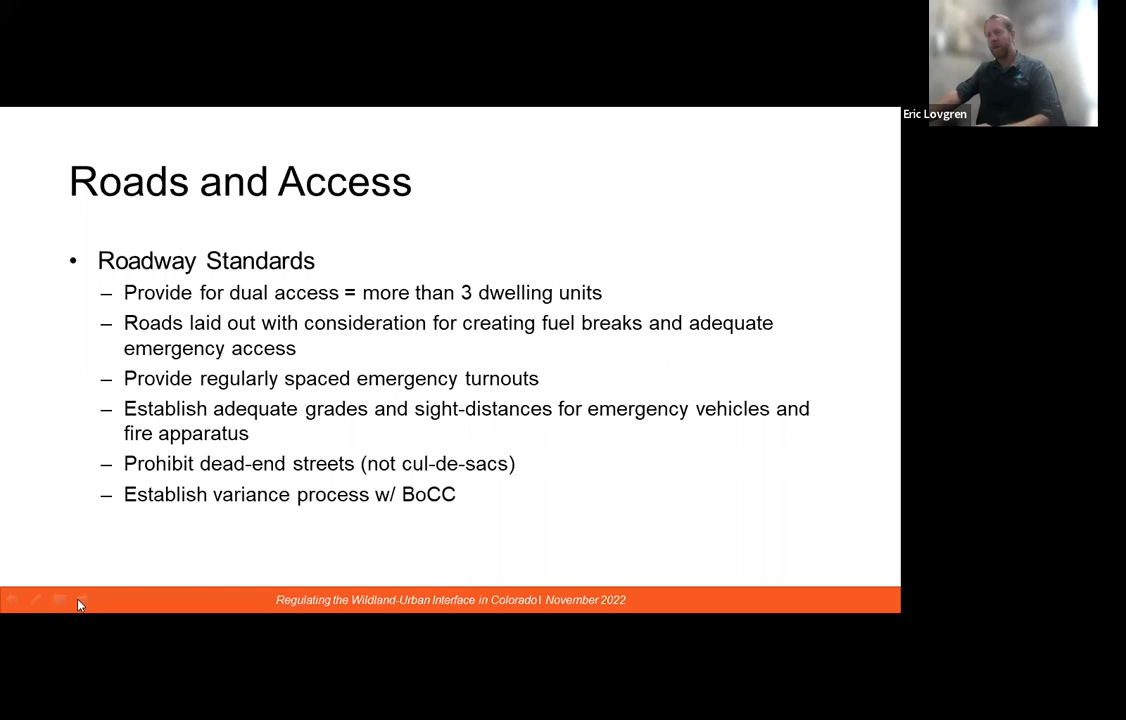 Eric Lovgren
Roads and Access
• Roadway Standards
– Provide for dual access = more than 3 dwelling units
– Roads laid out with consideration for creating fuel breaks and adequate
emergency access
– Provide regularly spaced emergency turnouts
– Establish adequate grades and sight-distances for emergency vehicles and
fire apparatus
– Prohibit dead-end streets (not cul-de-sacs)
– Establish variance process w/ BoCC
Regulating the Wildland-Urban Interface in Colorado| November 2022